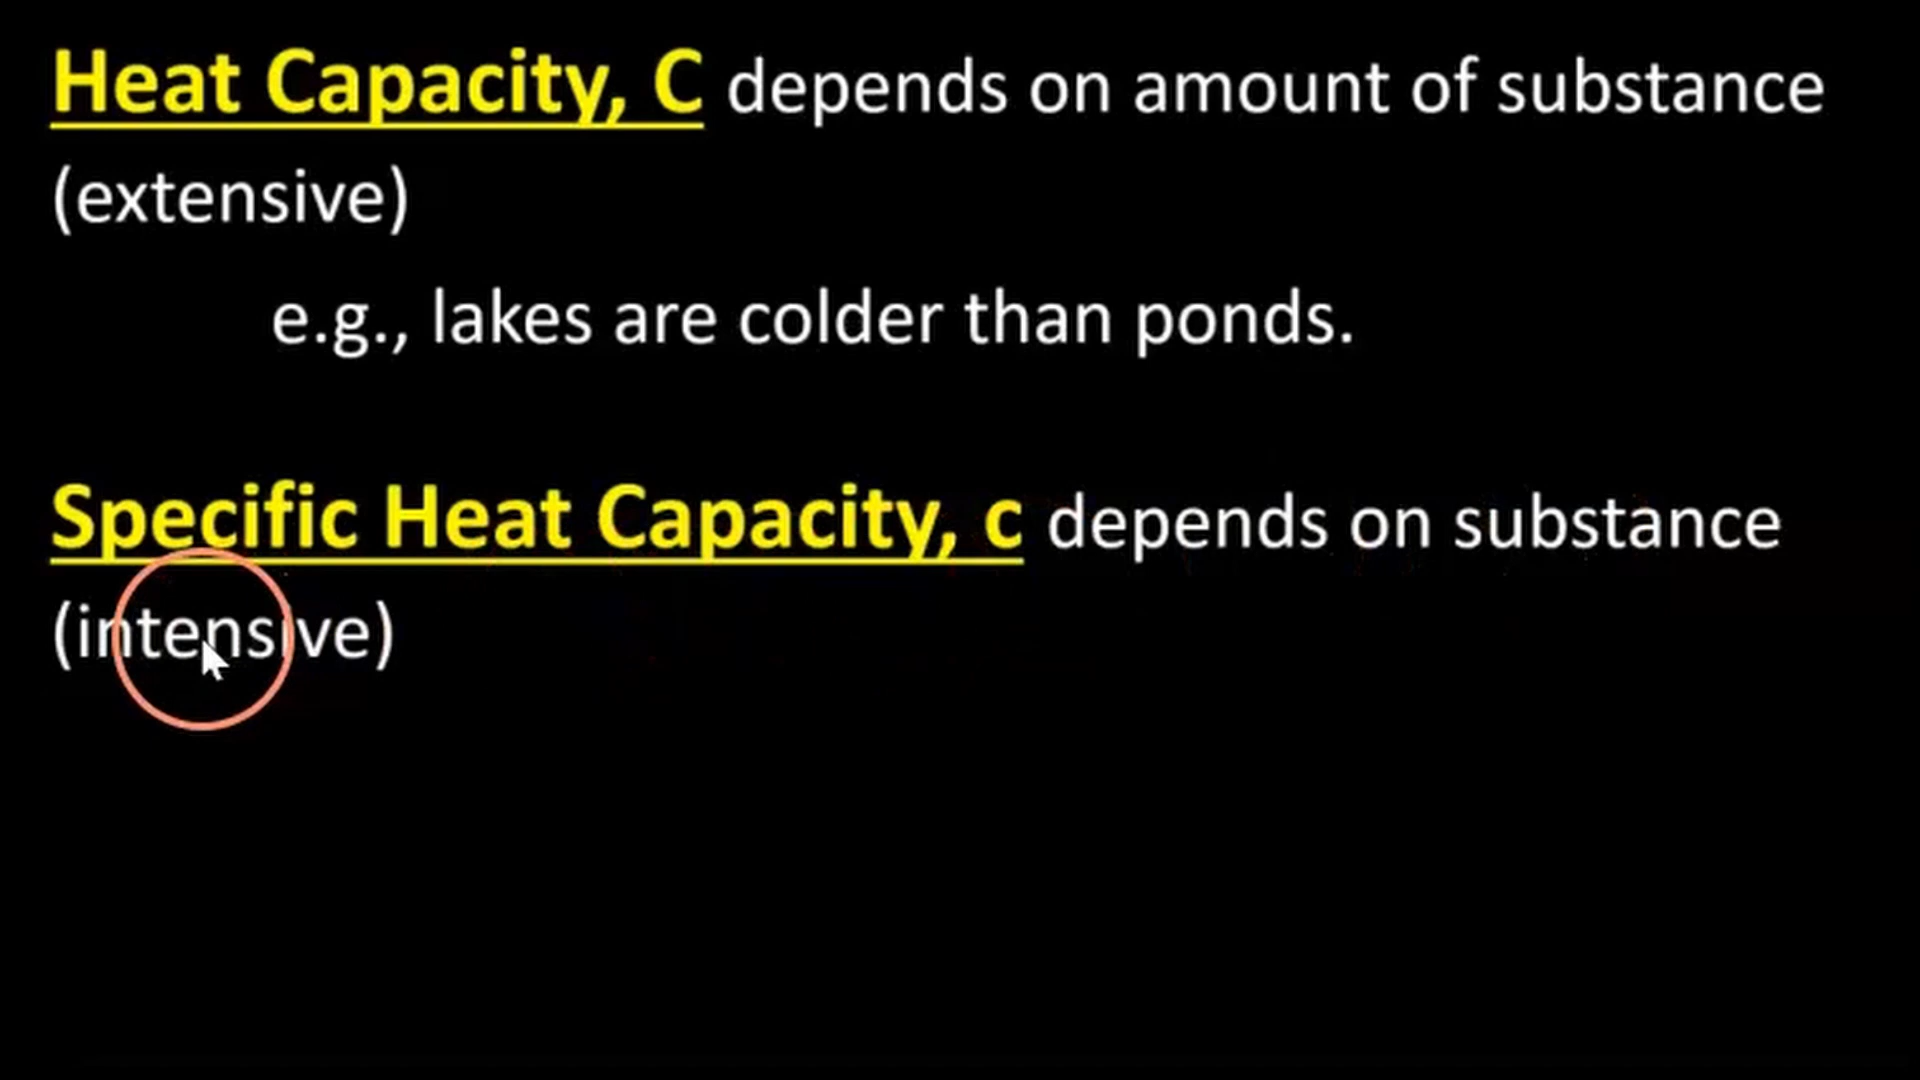 Heat Capacity, C depends on amount of substance
(extensive)
e.g., lakes are colder than ponds.
Specific Heat Capacity, c depends on substance
(intensive)